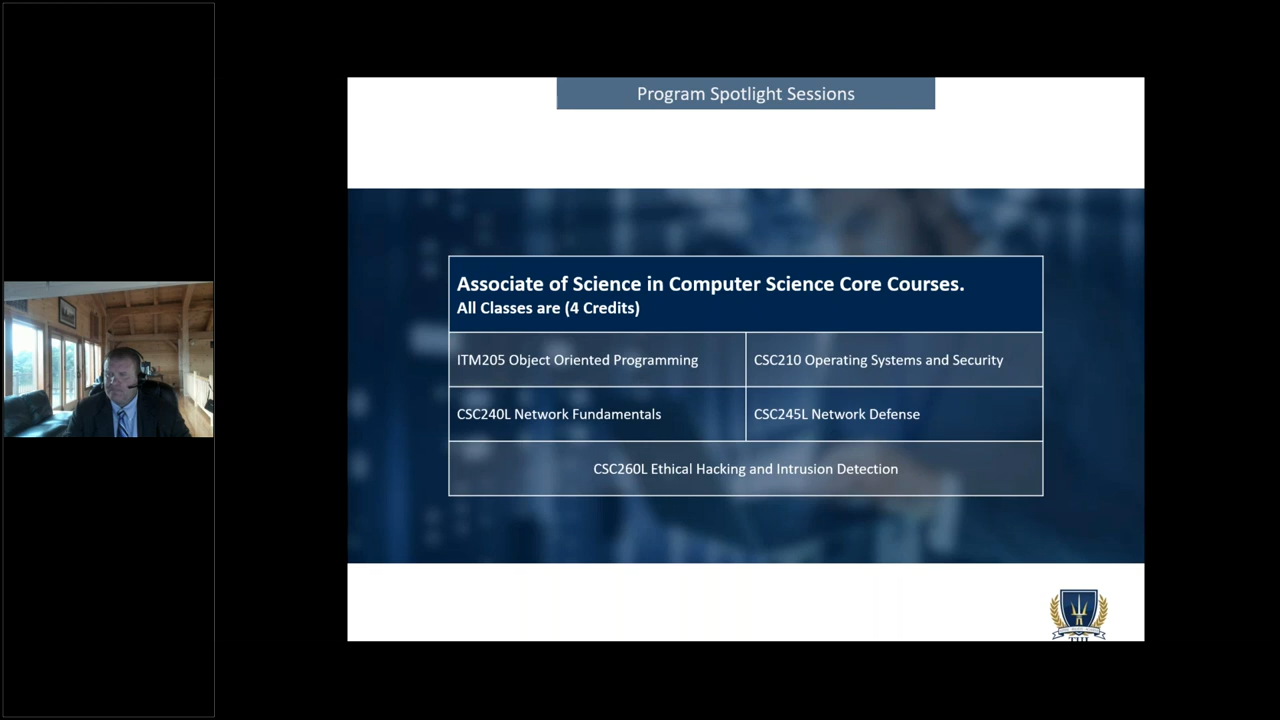 Program Spotlight Sessions
Associate of Science in Computer Science Core Courses.
All Classes are (4 Credits)
ITM205 Object Oriented Programming
CSC210 Operating Systems and Security
CSC240L Network Fundamentals
CSC245L Network Defense
CSC260L Ethical Hacking and Intrusion Detection